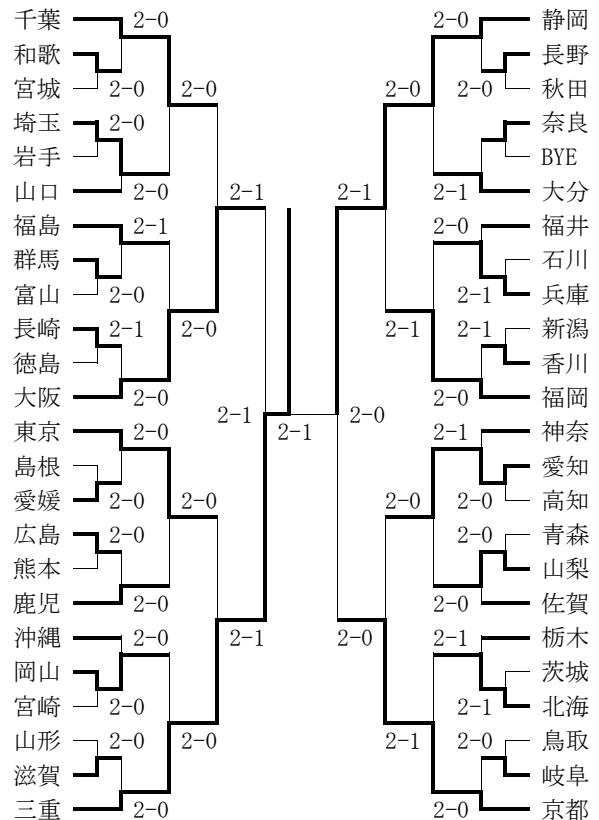 千葉 2-0 2-0 静岡
和歌 長野
宮城 2-0 2-0 2-0 2-0 秋田
埼玉 2-0 奈良
岩手 BYE
山口 2-0 2-1 2-1 2-1 大分
福島 2-1 2-0 福井
群馬 石川
富山 2-0 2-1 兵庫
長崎 2-1 2-0 2-1 2-1 新潟
徳島 香川
大阪 2-0 2-0 福岡
2-1 2-1 2-0
東京 2-0 2-1 神奈
島根 愛知
愛媛 2-0 2-0 2-0 2-0 高知
広島 2-0 2-0 青森
熊本 山梨
鹿児 2-0 2-0 佐賀
沖縄 2-0 2-1 2-0 2-1 栃木
岡山 茨城
宮崎 2-0 2-1 北海
山形 2-0 2-0 2-1 2-0 鳥取
滋賀 岐阜
三重 2-0 2-0 京都